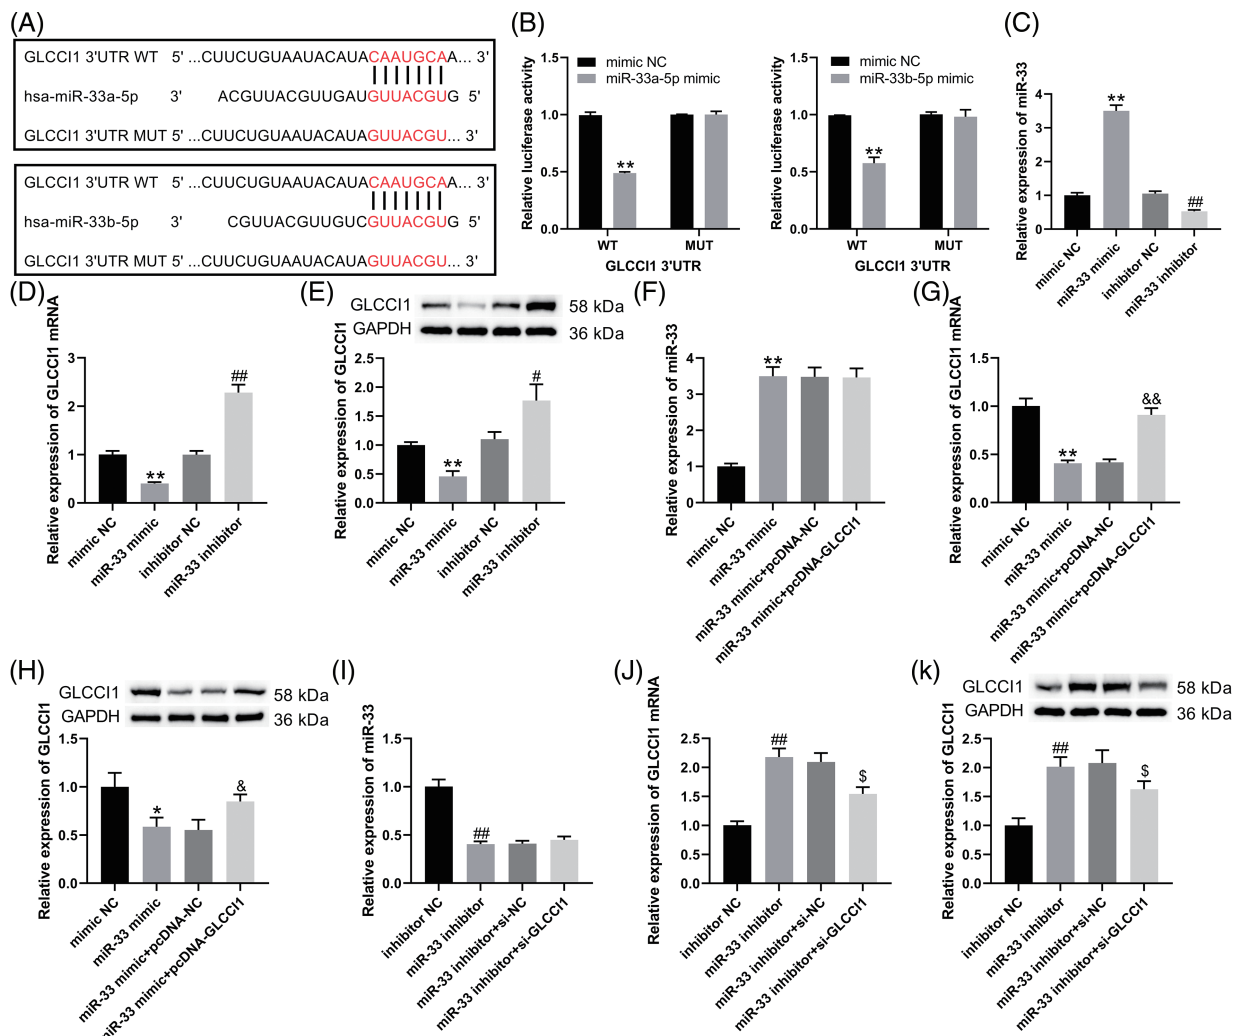 (A)
GLCCI1 3'UTR WT 5' ...CUUCUGUAAUACAUACAAUGCAA... 3'
hsa-miR-33a-5p 3' ACGUUACGUUGAUGUUACGUG 5'
GLCCI1 3'UTR MUT 5' ...CUUCUGUAAUACAUAGUUACGU... 3'
GLCCI1 3'UTR WT 5' ...CUUCUGUAAUACAUACAAUGCAA... 3'
hsa-miR-33b-5p 3' CGUUACGUUGUCGUUACGUG 5'
GLCCI1 3'UTR MUT 5' ...CUUCUGUAAUACAUAGUUACGU... 3'
(B)
Relative luciferase activity
1.5
1.0
0.5
0.0
mimic NC
miR-33a-5p mimic
**
WT MUT
GLCCI1 3'UTR
Relative luciferase activity
1.5
1.0
0.5
0.0
mimic NC
miR-33b-5p mimic
**
WT MUT
GLCCI1 3'UTR
(C)
Relative expression of miR-33
4
3
2
1
0
**
##
mimic NC
miR-33 mimic
inhibitor NC
miR-33 inhibitor
(D)
Relative expression of GLCCI1 mRNA
3
2
1
0
**
##
mimic NC
miR-33 mimic
inhibitor NC
miR-33 inhibitor
(E)
GLCCI1 58 kDa
GAPDH 36 kDa
Relative expression of GLCCI1
2.5
2.0
1.5
1.0
0.5
0.0
**
#
mimic NC
miR-33 mimic
inhibitor NC
miR-33 inhibitor
(F)
Relative expression of miR-33
4
3
2
1
0
**
mimic NC
miR-33 mimic
miR-33 mimic+pcDNA-NC
miR-33 mimic+pcDNA-GLCCI1
(G)
Relative expression of GLCCI1 mRNA
1.5
1.0
0.5
0.0
**
&&
mimic NC
miR-33 mimic
miR-33 mimic+pcDNA-NC
miR-33 mimic+pcDNA-GLCCI1
(H)
GLCCI1 58 kDa
GAPDH 36 kDa
Relative expression of GLCCI1
1.5
1.0
0.5
0.0
*
&
mimic NC
miR-33 mimic
miR-33 mimic+pcDNA-NC
miR-33 mimic+pcDNA-GLCCI1
(I)
Relative expression of miR-33
1.5
1.0
0.5
0.0
##
inhibitor NC
miR-33 inhibitor
miR-33 inhibitor+si-NC
miR-33 inhibitor+si-GLCCI1
(J)
Relative expression of GLCCI1 mRNA
2.5
2.0
1.5
1.0
0.5
0.0
##
$
inhibitor NC
miR-33 inhibitor
miR-33 inhibitor+si-NC
miR-33 inhibitor+si-GLCCI1
(k)
GLCCI1 58 kDa
GAPDH 36 kDa
Relative expression of GLCCI1
2.5
2.0
1.5
1.0
0.5
0.0
##
$
inhibitor NC
miR-33 inhibitor
miR-33 inhibitor+si-NC
miR-33 inhibitor+si-GLCCI1